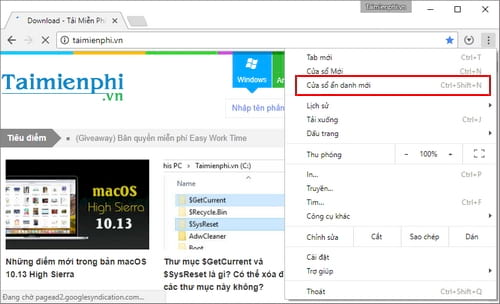 Taimienphi.vn
Download - Tải Miễn Ph
taimienphi.vn
Taimienphi
.vn
Windows
Nhập tên phần
Tiêu điểm
(Giveaway) Bản quyền miễn phí Easy Work Time
macOS
High Sierra
10.13
Những điểm mới trong bản macOS
10.13 High Sierra
his PC > Taimienphi.vn (C:)
Name
$GetCurrent
$Recycle.Bin
$SysReset
AdwCleaner
Boot
Thư mục $GetCurrent và
$SysReset là gì? Có thể xóa đ
các thư mục này không?
Đang chờ pagead2.googlesyndication.com...
Tab mới Ctrl+T
Cửa sổ Mới Ctrl+N
Cửa sổ ẩn danh mới Ctrl+Shift+N
Lịch sử
Tải xuống Ctrl+J
Dấu trang
Thu phóng - 100% +
In... Ctrl+P
Truyền...
Tìm... Ctrl+F
Công cụ khác
Chỉnh sửa Cắt Sao chép Dán
Cài đặt
Trợ giúp
Thoát Ctrl+Shift+Q